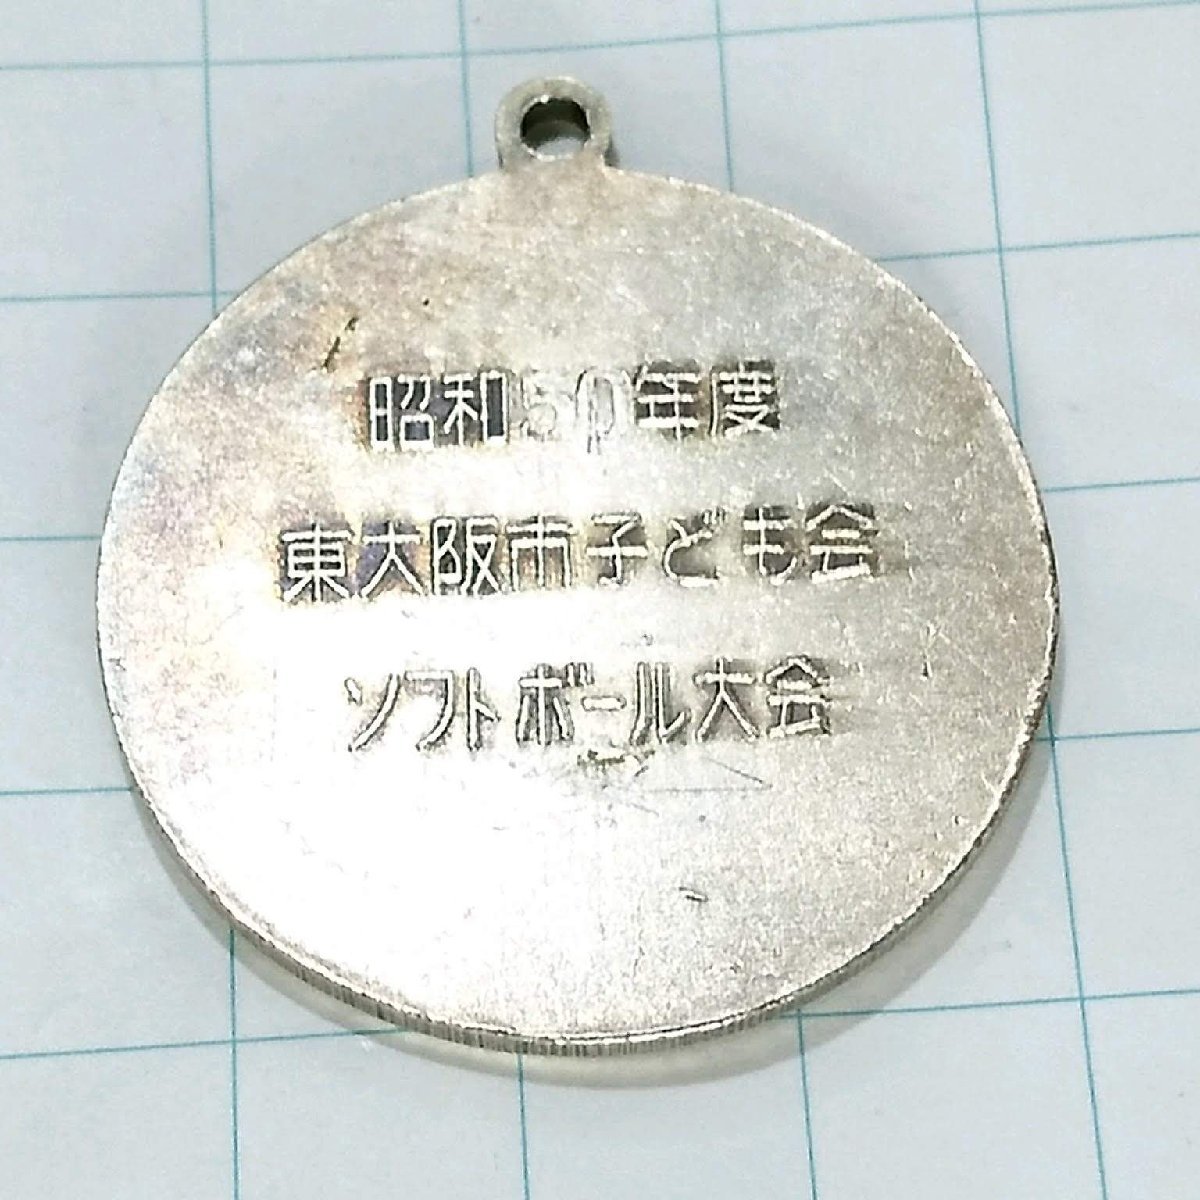 昭和50年度
東大阪市子ども会
ソフトボール大会